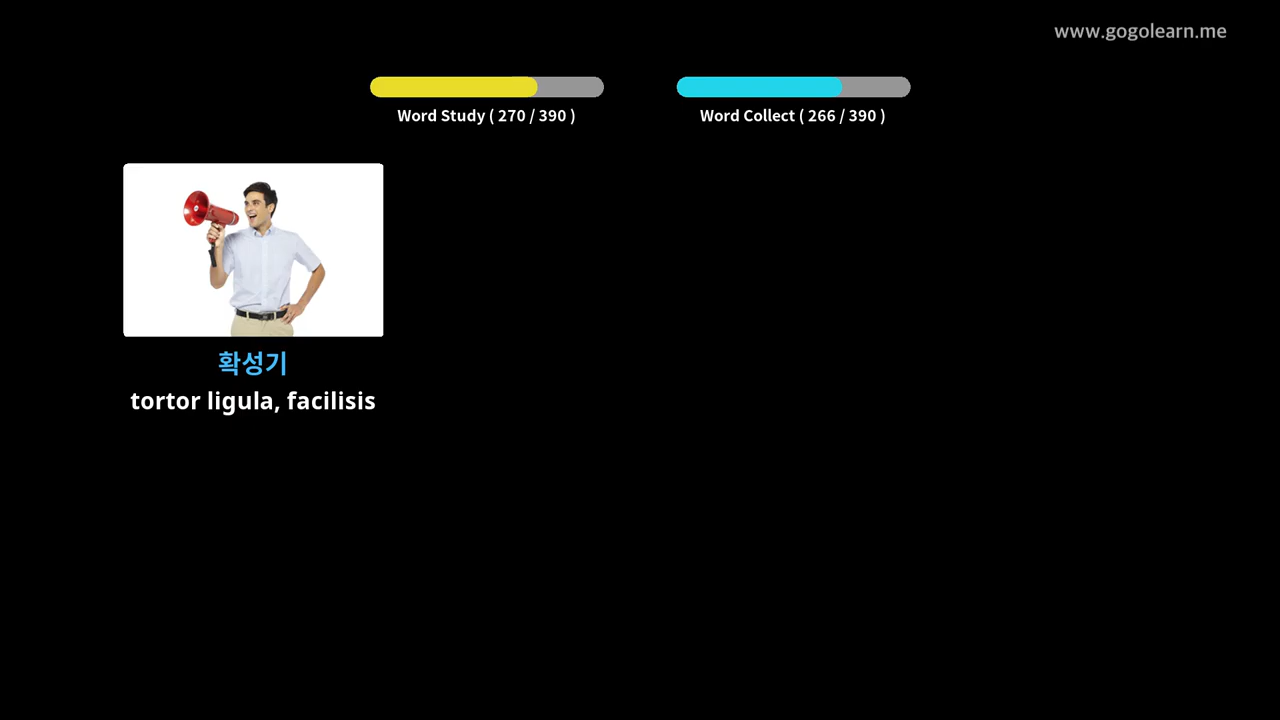 www.gogolearn.me
Word Study ( 270 / 390 )
Word Collect ( 266 / 390 )
확성기
tortor ligula, facilisis